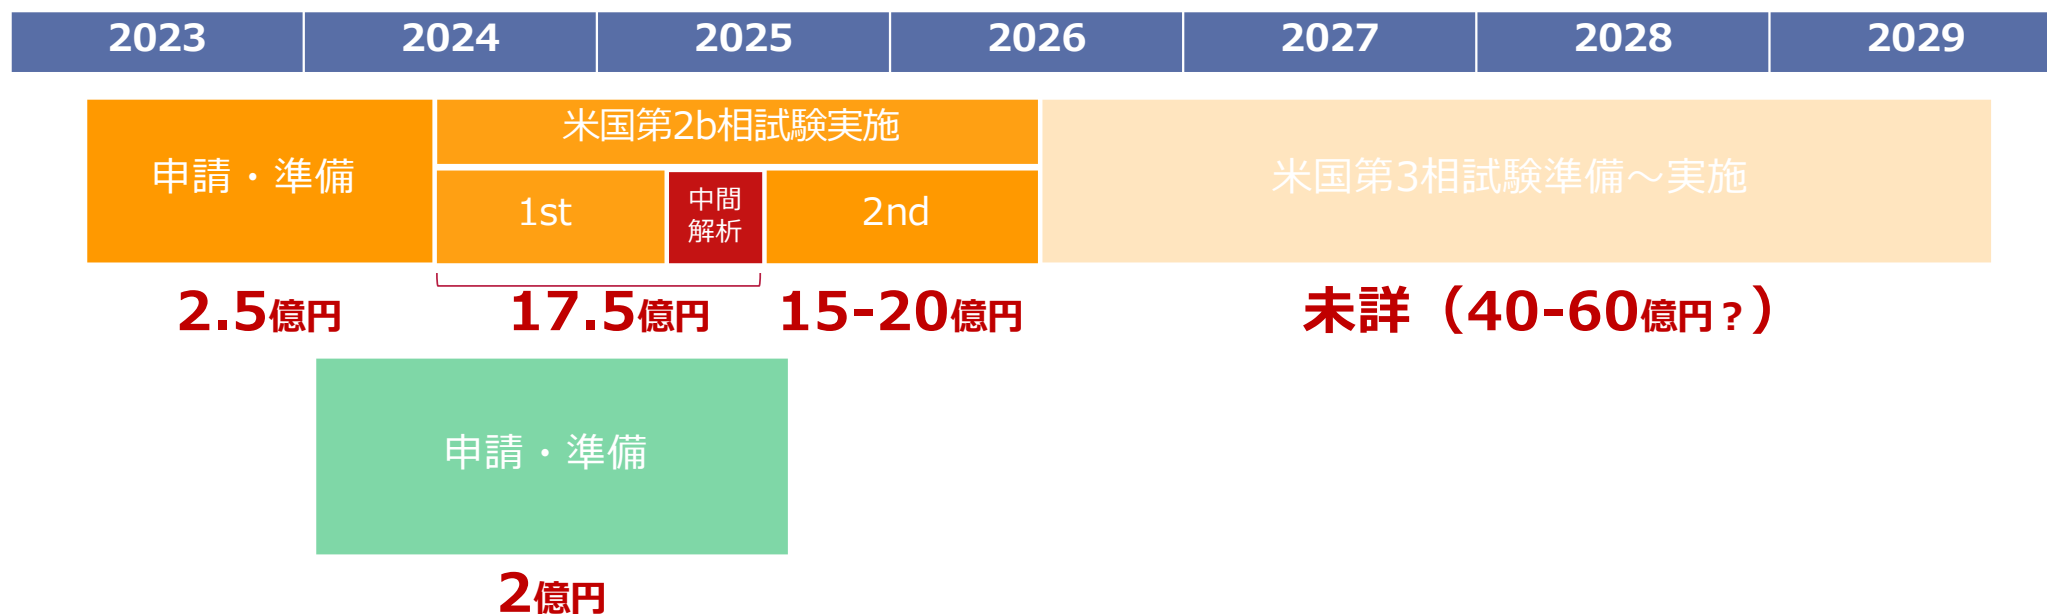 2023 2024 2025 2026 2027 2028 2029
申請・準備
米国第2b相試験実施
1st
中間
解析
2nd
米国第3相試験準備～実施
2.5億円
17.5億円
15-20億円
未詳（40-60億円？）
申請・準備
2億円